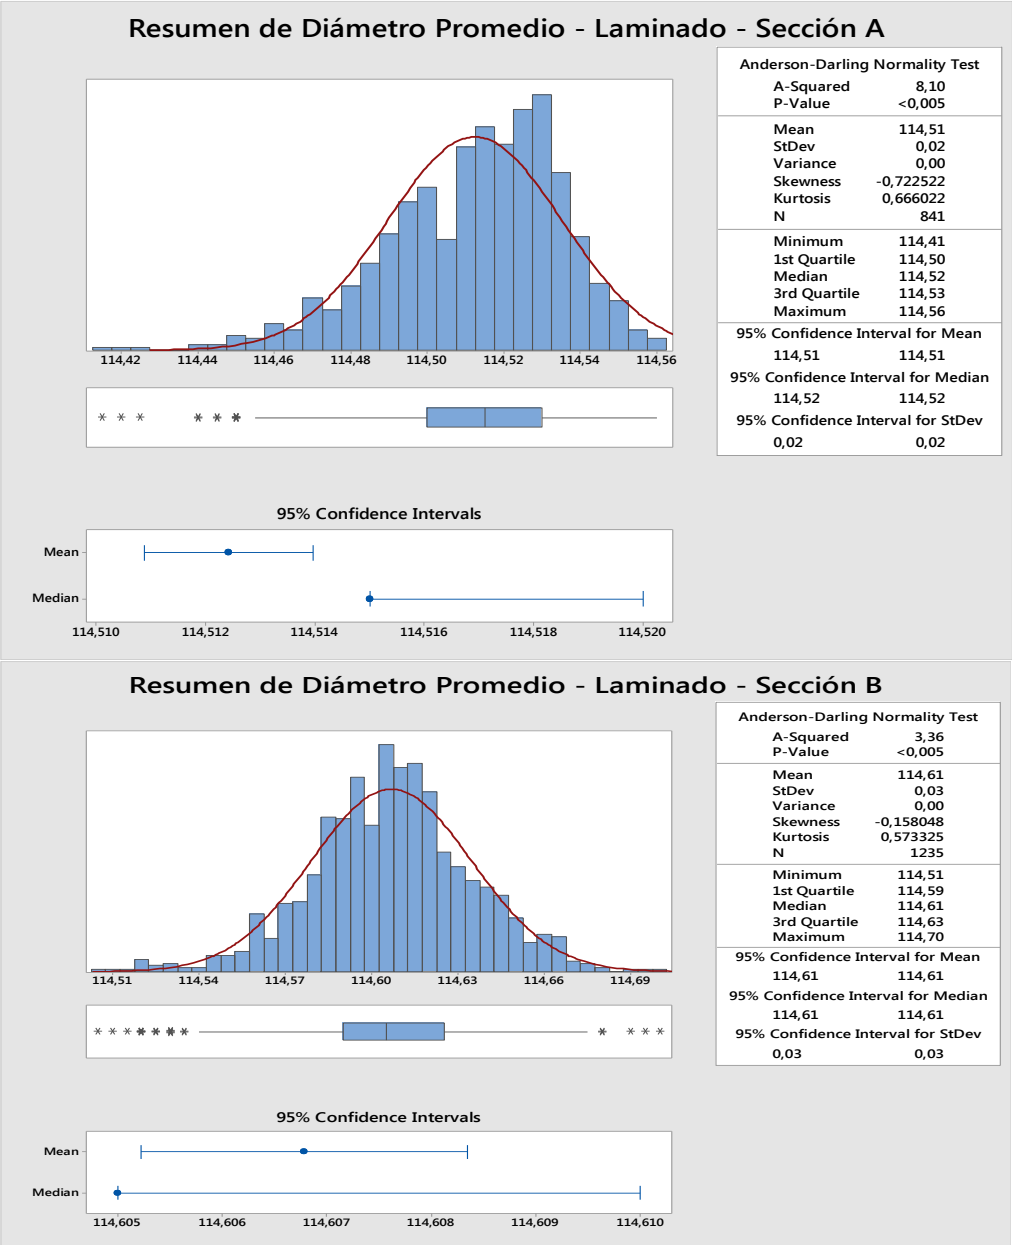 Resumen de Diámetro Promedio - Laminado - Sección A
114,42 114,44 114,46 114,48 114,50 114,52 114,54 114,56
Anderson-Darling Normality Test
A-Squared 8,10
P-Value <0,005
Mean 114,51
StDev 0,02
Variance 0,00
Skewness -0,722522
Kurtosis 0,666022
N 841
Minimum 114,41
1st Quartile 114,50
Median 114,52
3rd Quartile 114,53
Maximum 114,56
95% Confidence Interval for Mean
114,51 114,51
95% Confidence Interval for Median
114,52 114,52
95% Confidence Interval for StDev
0,02 0,02
95% Confidence Intervals
Mean
Median
114,510 114,512 114,514 114,516 114,518 114,520
Resumen de Diámetro Promedio - Laminado - Sección B
114,51 114,54 114,57 114,60 114,63 114,66 114,69
Anderson-Darling Normality Test
A-Squared 3,36
P-Value <0,005
Mean 114,61
StDev 0,03
Variance 0,00
Skewness -0,158048
Kurtosis 0,573325
N 1235
Minimum 114,51
1st Quartile 114,59
Median 114,61
3rd Quartile 114,63
Maximum 114,70
95% Confidence Interval for Mean
114,61 114,61
95% Confidence Interval for Median
114,61 114,61
95% Confidence Interval for StDev
0,03 0,03
95% Confidence Intervals
Mean
Median
114,605 114,606 114,607 114,608 114,609 114,610